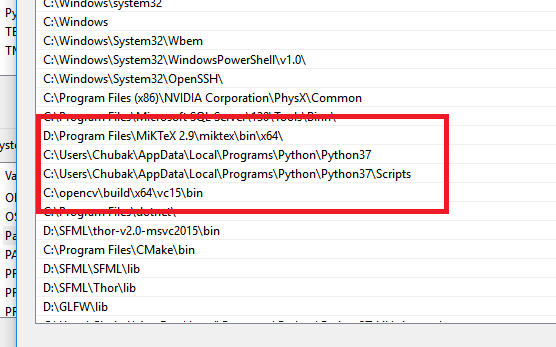 Py
TE
TM
yste
Va
OI
OS
Pa
PA
PF
PF
PF
C:\Windows\system32
C:\Windows
C:\Windows\System32\Wbem
C:\Windows\System32\WindowsPowerShell\v1.0\
C:\Windows\System32\OpenSSH\
C:\Program Files (x86)\NVIDIA Corporation\PhysX\Common
C:\Program Files\Microsoft SQL Server\130\Tools\Binn\
D:\Program Files\MiKTeX 2.9\miktex\bin\x64\
C:\Users\Chubak\AppData\Local\Programs\Python\Python37
C:\Users\Chubak\AppData\Local\Programs\Python\Python37\Scripts
C:\opencv\build\x64\vc15\bin
C:\Program Files\dotnet\
D:\SFML\thor-v2.0-msvc2015\bin
C:\Program Files\CMake\bin
D:\SFML\SFML\lib
D:\SFML\Thor\lib
D:\GLFW\lib